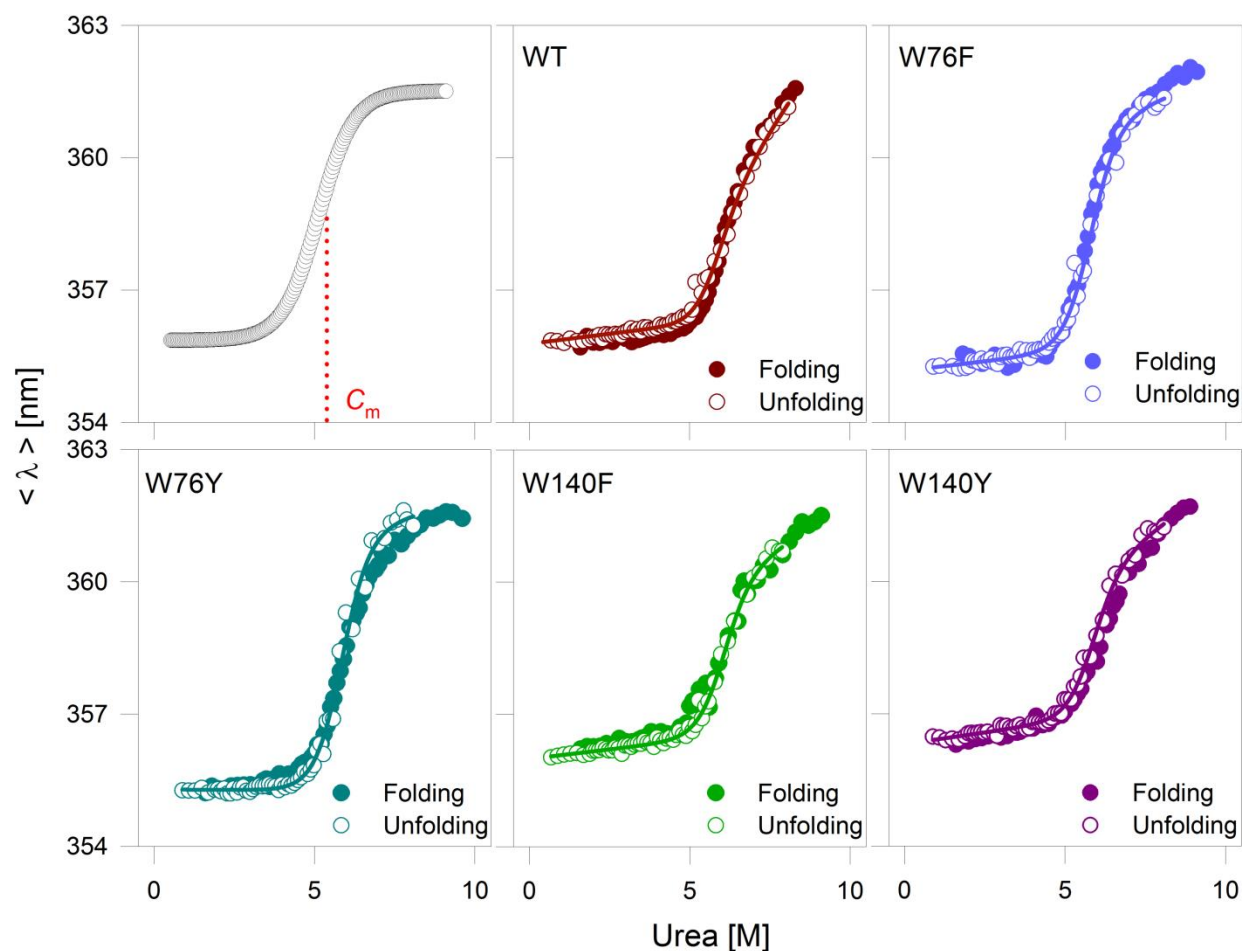 363
360
357
354
C_m
WT
Folding
Unfolding
W76F
Folding
Unfolding
< λ > [nm]
363
360
357
354
W76Y
Folding
Unfolding
W140F
Folding
Unfolding
W140Y
Folding
Unfolding
0 5 10 0 5 10 0 5 10
Urea [M]